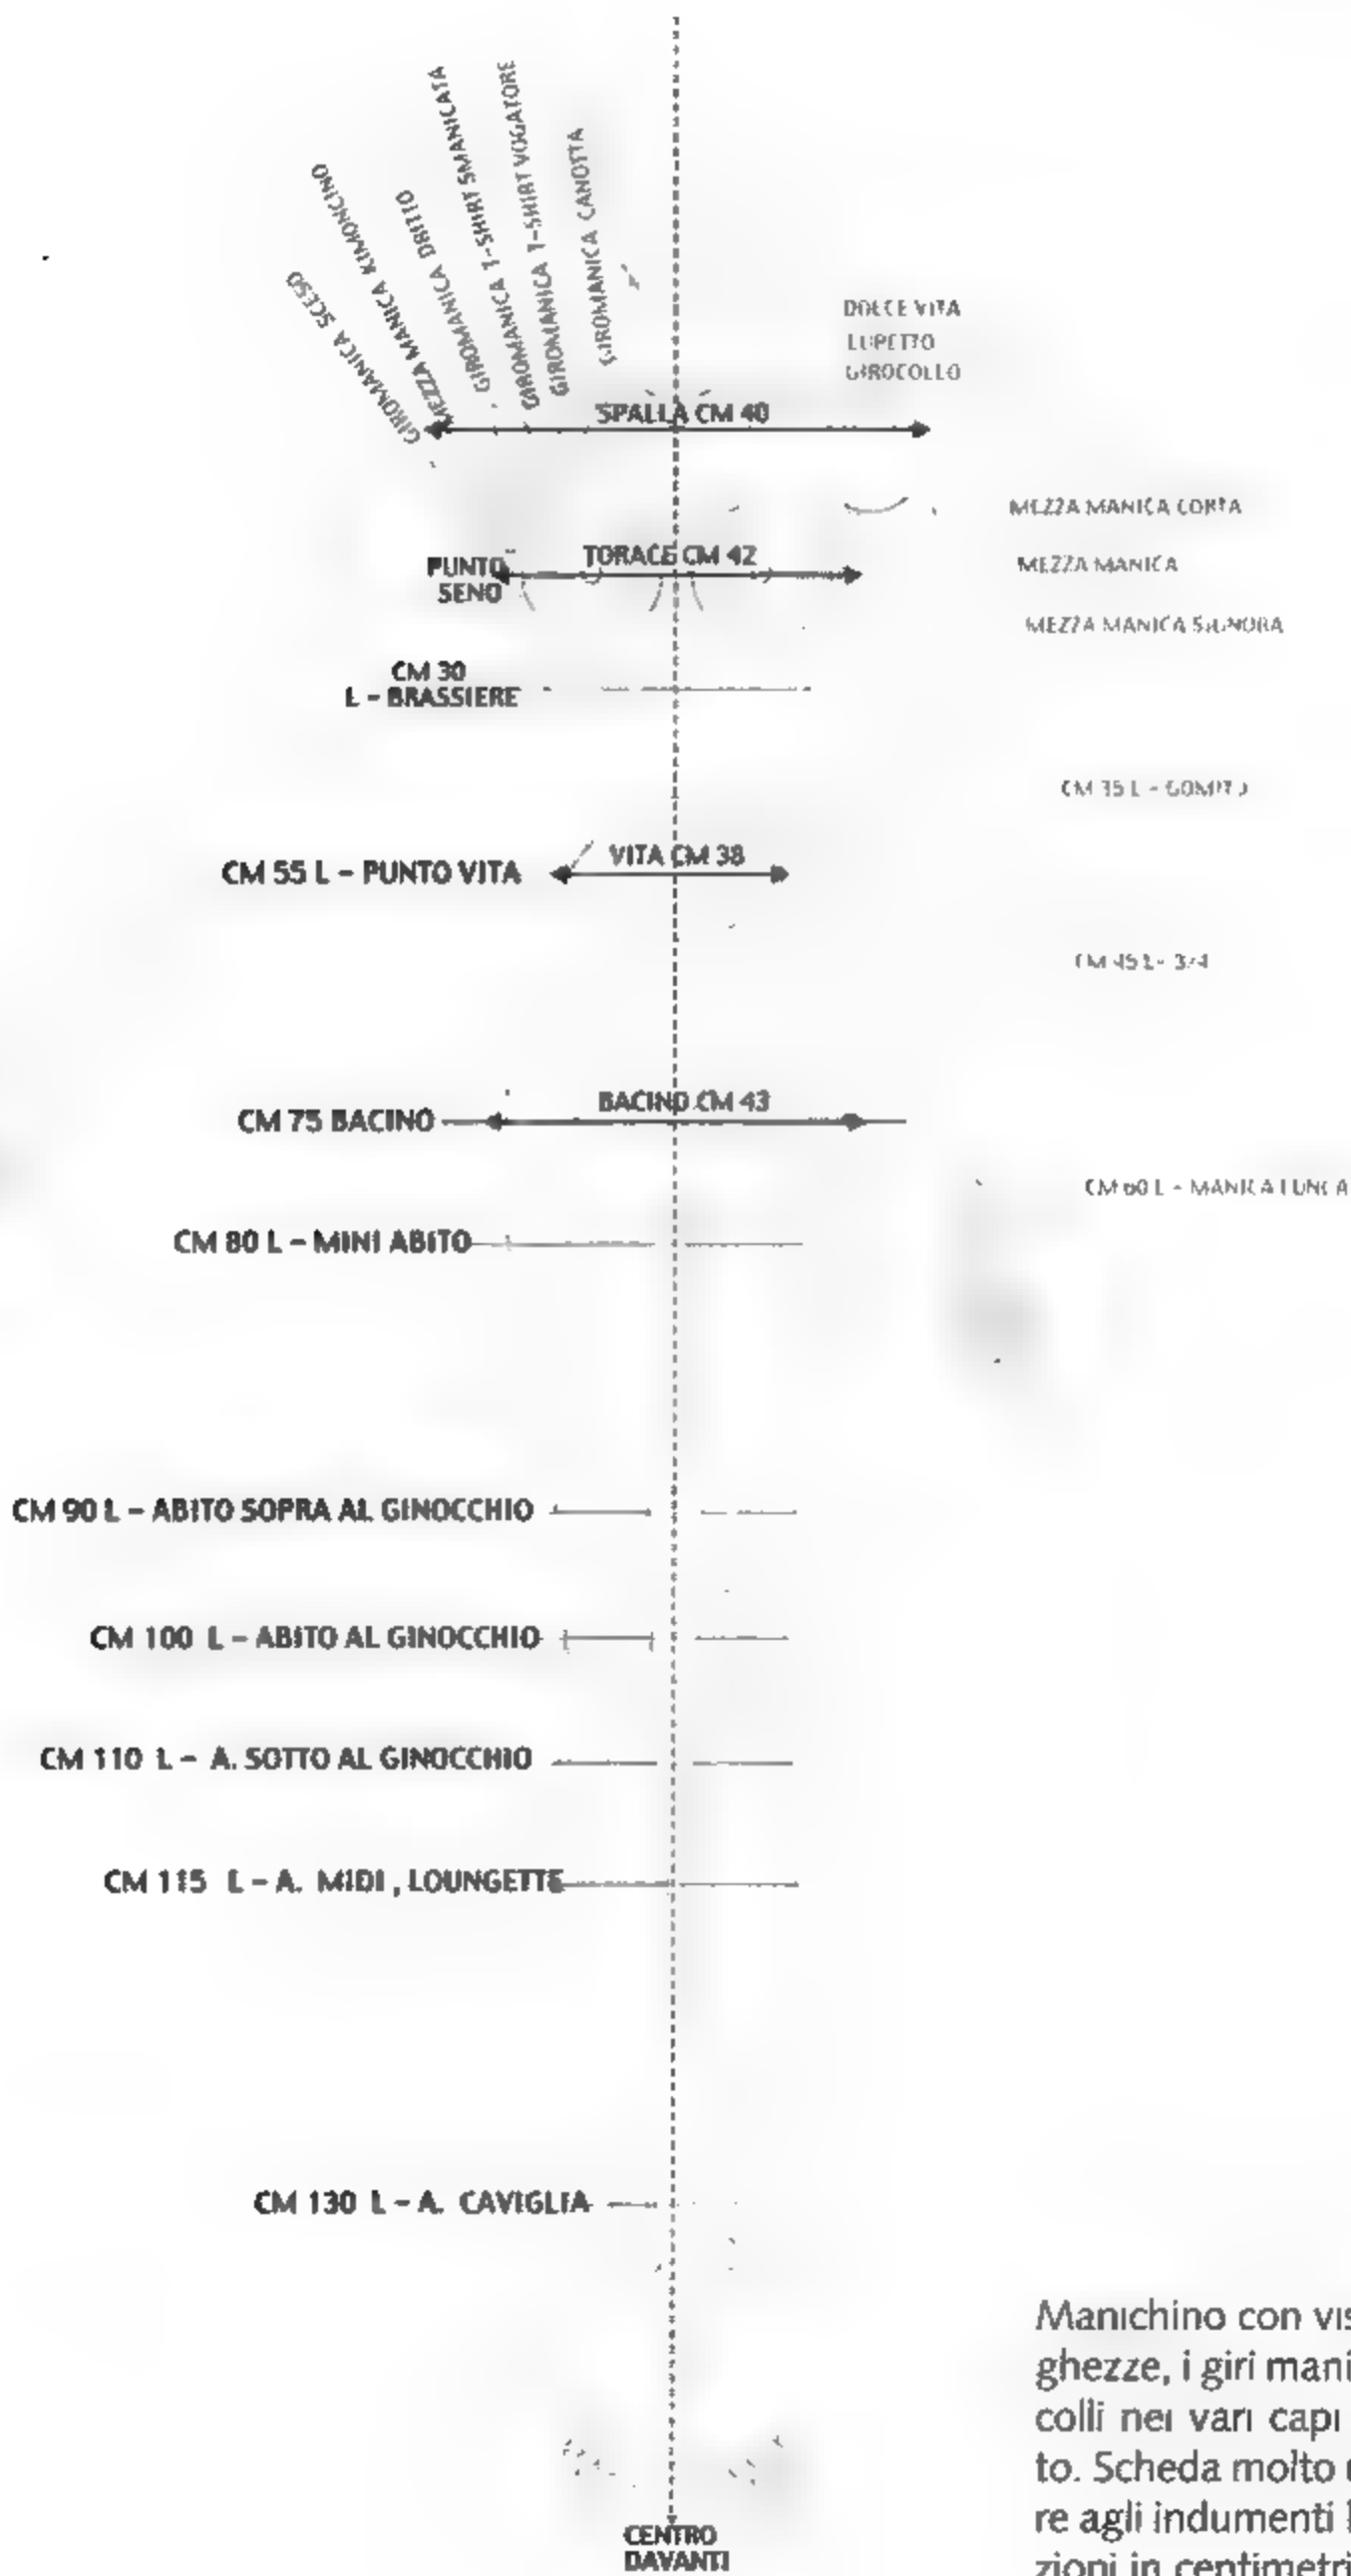 GIROMANICA SCESO
MEZZA MANICA KIMONCINO
GIROMANICA DRITTO
GIROMANICA T-SHIRT SMANICATA
GIROMANICA T-SHIRT VOGATORE
GIROMANICA CANOTTA
DOLCE VITA
LUPETTO
GIROCOLLO
SPALLA CM 40
MEZZA MANICA CORTA
TORACE CM 42
PUNTO
SENO
MEZZA MANICA
MEZZA MANICA SIGNORA
CM 30
L - BRASSIERE
CM 35 L - GOMITO
VITA CM 38
CM 55 L - PUNTO VITA
CM 45 L - 3/4
BACINO CM 43
CM 75 BACINO
CM 60 L - MANICA LUNGA
CM 80 L - MINI ABITO
CM 90 L - ABITO SOPRA AL GINOCCHIO
CM 100 L - ABITO AL GINOCCHIO
CM 110 L - A. SOTTO AL GINOCCHIO
CM 115 L - A. MIDI, LOUNGETTE
CM 130 L - A. CAVIGLIA
Manichino con vis
ghezze, i giri mani
colli nei vari capi
to. Scheda molto
re agli indumenti
zioni in centimetri
CENTRO
DAVANTI